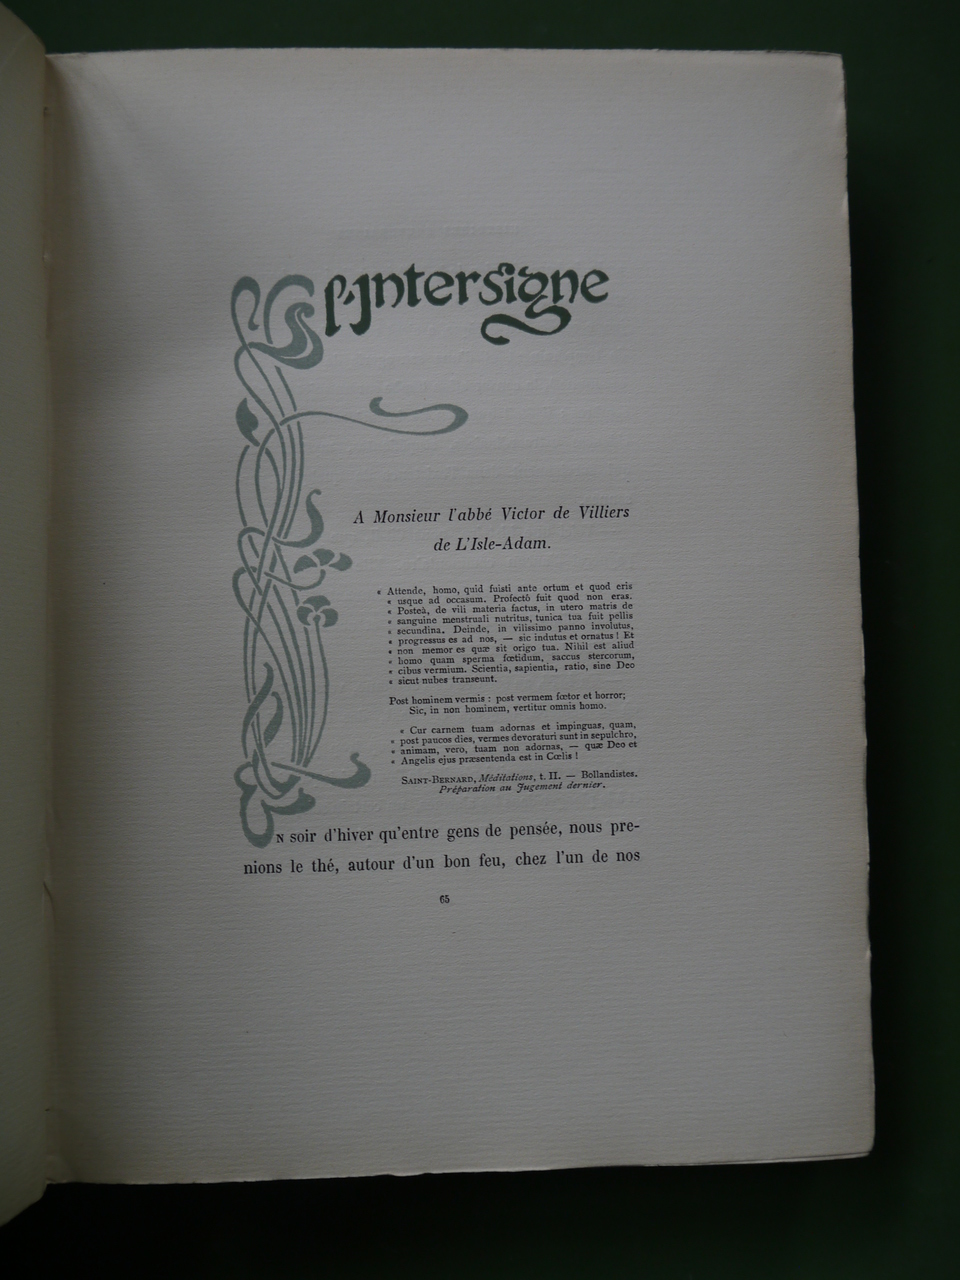 L'Intersigne
A Monsieur l'abbé Victor de Villiers
de L'Isle-Adam.
« Attende, homo, quid fuisti ante ortum et quod eris
« usque ad occasum. Profectò fuit quod non eras.
« Posteà, de vili materia factus, in utero matris de
« sanguine menstruali nutritus, tunica tua fuit pellis
« secundina. Deinde, in vilissimo panno involutus,
« progressus es ad nos, — sic indutus et ornatus ! Et
« non memor es quæ sit origo tua. Nihil est aliud
« homo quam sperma fœtidum, saccus stercorum,
« cibus vermium. Scientia, sapientia, ratio, sine Deo
« sicut nubes transeunt.
Post hominem vermis : post vermem fœtor et horror;
Sic, in non hominem, vertitur omnis homo.
« Cur carnem tuam adornas et impinguas, quam,
« post paucos dies, vermes devoraturi sunt in sepulchro,
« animam, vero, tuam non adornas, — quæ Deo et
« Angelis ejus præsentenda est in Cœlis !
SAINT-BERNARD, Méditations, t. II. — Bollandistes.
Préparation au Jugement dernier.
UN soir d'hiver qu'entre gens de pensée, nous pre-
nions le thé, autour d'un bon feu, chez l'un de nos
65